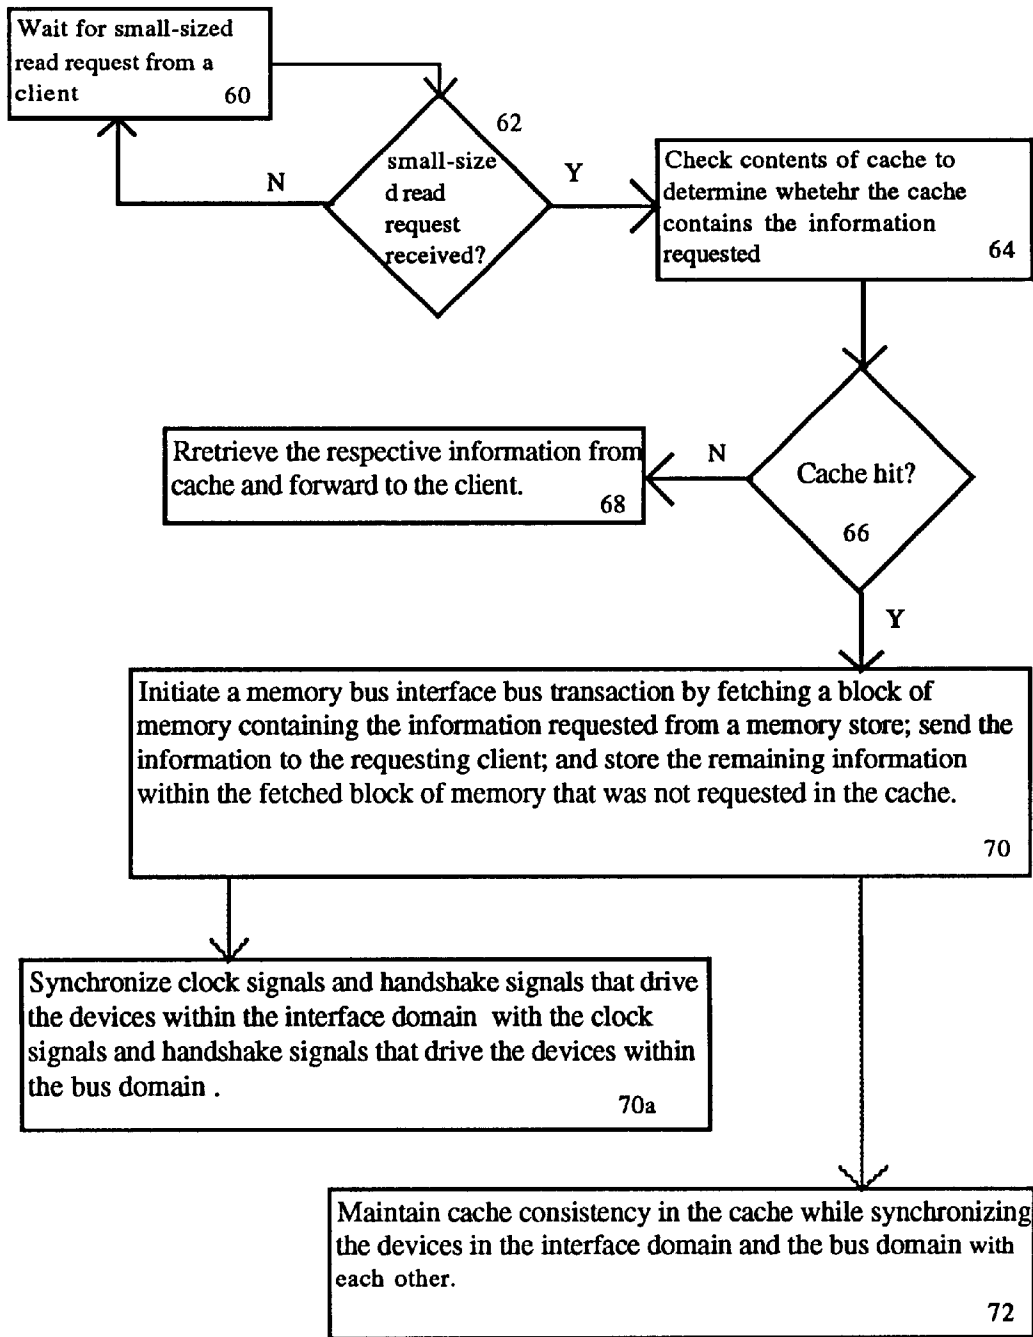 Wait for small-sized
read request from a
client 60
62
small-size
d read
request
received?
N
Y
Check contents of cache to
determine whetehr the cache
contains the information
requested 64
Cache hit?
66
N
Rretrieve the respective information from
cache and forward to the client.
68
Y
Initiate a memory bus interface bus transaction by fetching a block of
memory containing the information requested from a memory store; send the
information to the requesting client; and store the remaining information
within the fetched block of memory that was not requested in the cache.
70
Synchronize clock signals and handshake signals that drive
the devices within the interface domain with the clock
signals and handshake signals that drive the devices within
the bus domain .
70a
Maintain cache consistency in the cache while synchronizing
the devices in the interface domain and the bus domain with
each other.
72